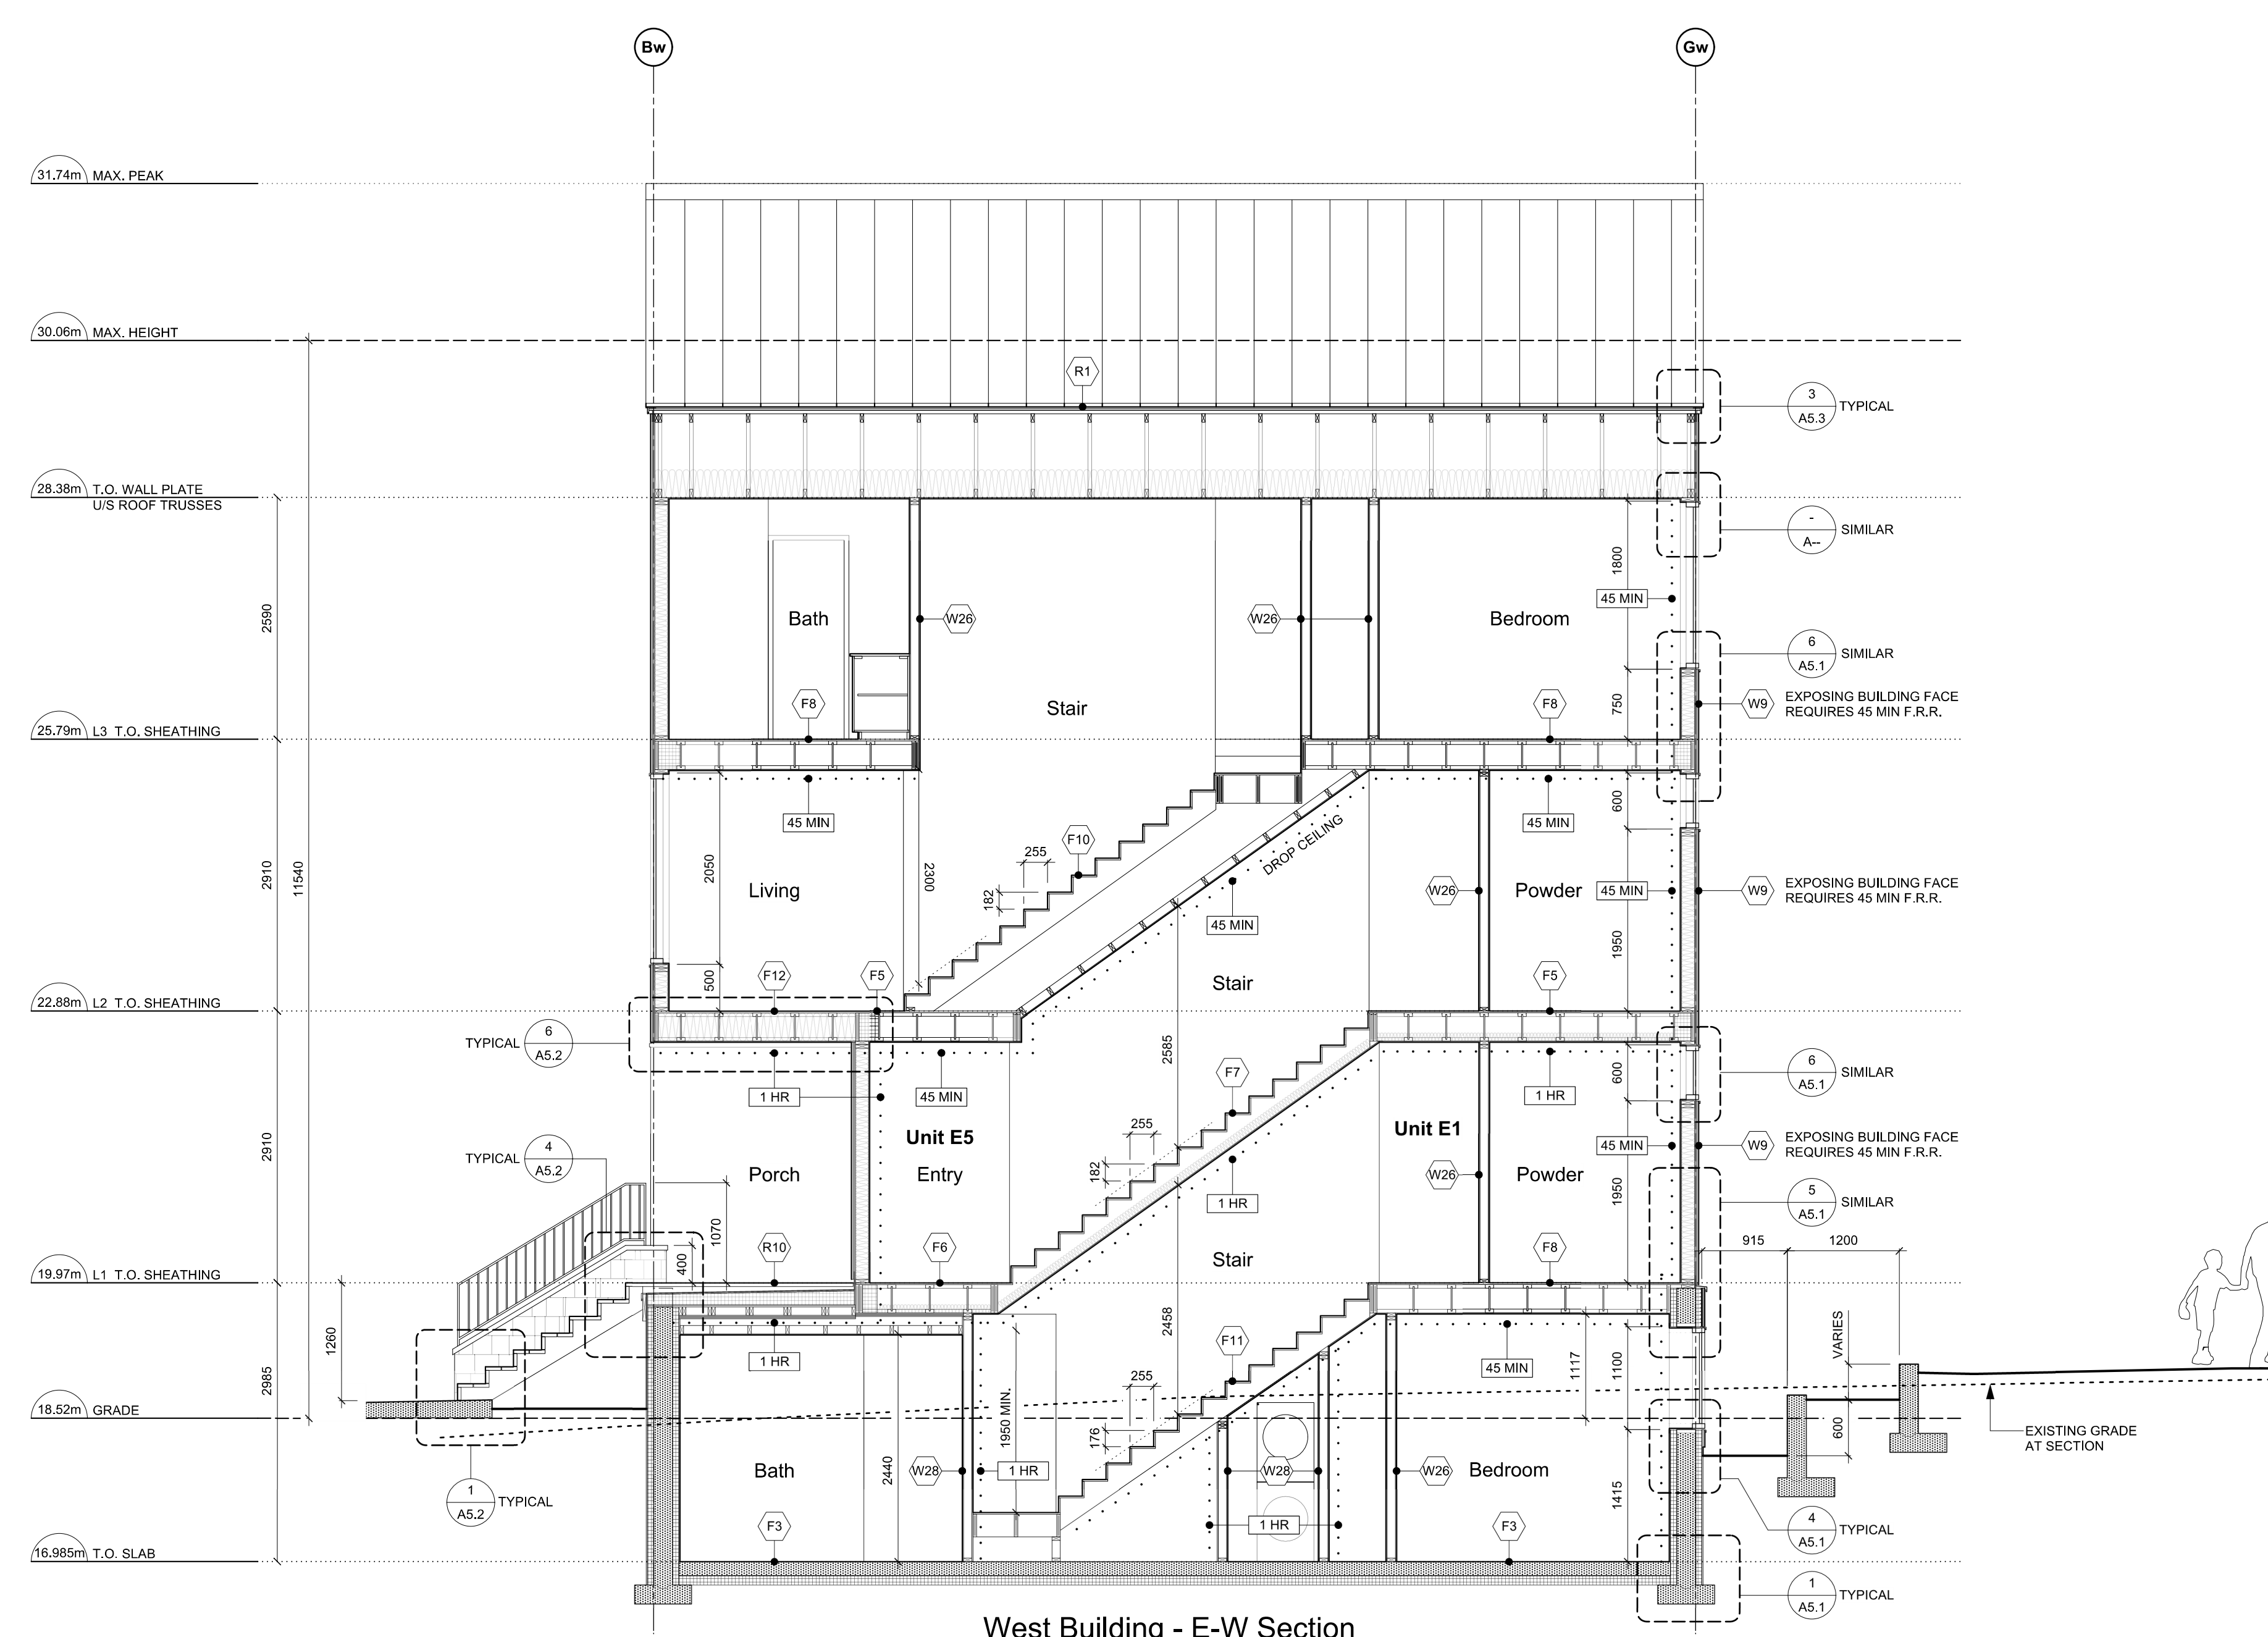 Bw
Gw
31.74m MAX. PEAK
30.06m MAX. HEIGHT
R1
3
A5.3
TYPICAL
28.38m T.O. WALL PLATE
U/S ROOF TRUSSES
-
A--
SIMILAR
1800
45 MIN
2590
Bath
W26
W26
Bedroom
6
A5.1
SIMILAR
Stair
F8
F8
750
W9
EXPOSING BUILDING FACE
REQUIRES 45 MIN F.R.R.
25.79m L3 T.O. SHEATHING
45 MIN
45 MIN
600
DROP CEILING
F10
255
182
2050
2300
2910
11540
Living
W26
Powder
45 MIN
W9
EXPOSING BUILDING FACE
REQUIRES 45 MIN F.R.R.
45 MIN
1950
F12
F5
500
Stair
F5
22.88m L2 T.O. SHEATHING
TYPICAL
6
A5.2
2585
F7
600
6
A5.1
SIMILAR
1 HR
45 MIN
1 HR
Unit E5
Unit E1
255
182
45 MIN
W9
EXPOSING BUILDING FACE
REQUIRES 45 MIN F.R.R.
2910
TYPICAL
4
A5.2
Porch
Entry
W26
Powder
1950
1 HR
5
A5.1
SIMILAR
1070
400
R10
F6
Stair
F8
915
1200
19.97m L1 T.O. SHEATHING
1260
2985
2458
F11
1 HR
45 MIN
1117
1100
VARIES
255
176
18.52m GRADE
1950 MIN.
600
EXISTING GRADE
AT SECTION
Bath
2440
W28
1 HR
W28
W26
Bedroom
1415
1
A5.2
TYPICAL
F3
1 HR
F3
4
A5.1
TYPICAL
16.985m T.O. SLAB
1
A5.1
TYPICAL
West Building - E-W Section